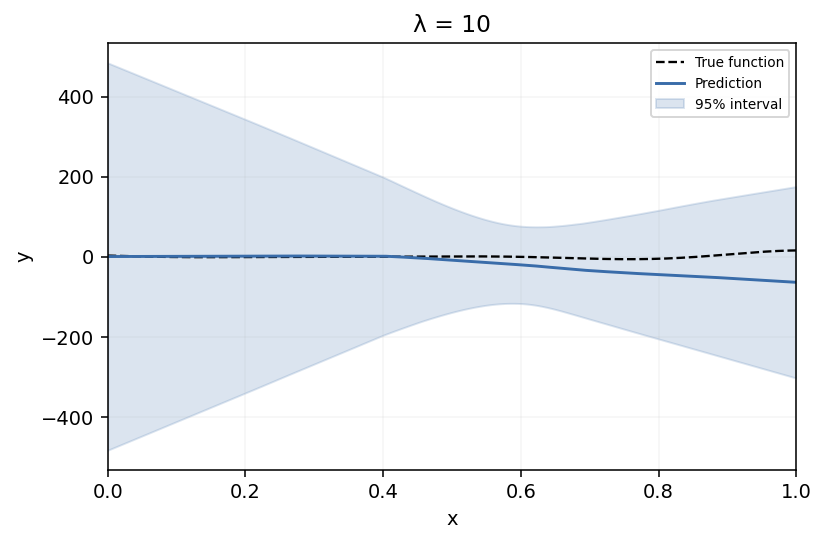 λ = 10
True function
Prediction
95% interval
y
400
200
0
−200
−400
0.0 0.2 0.4 0.6 0.8 1.0
x